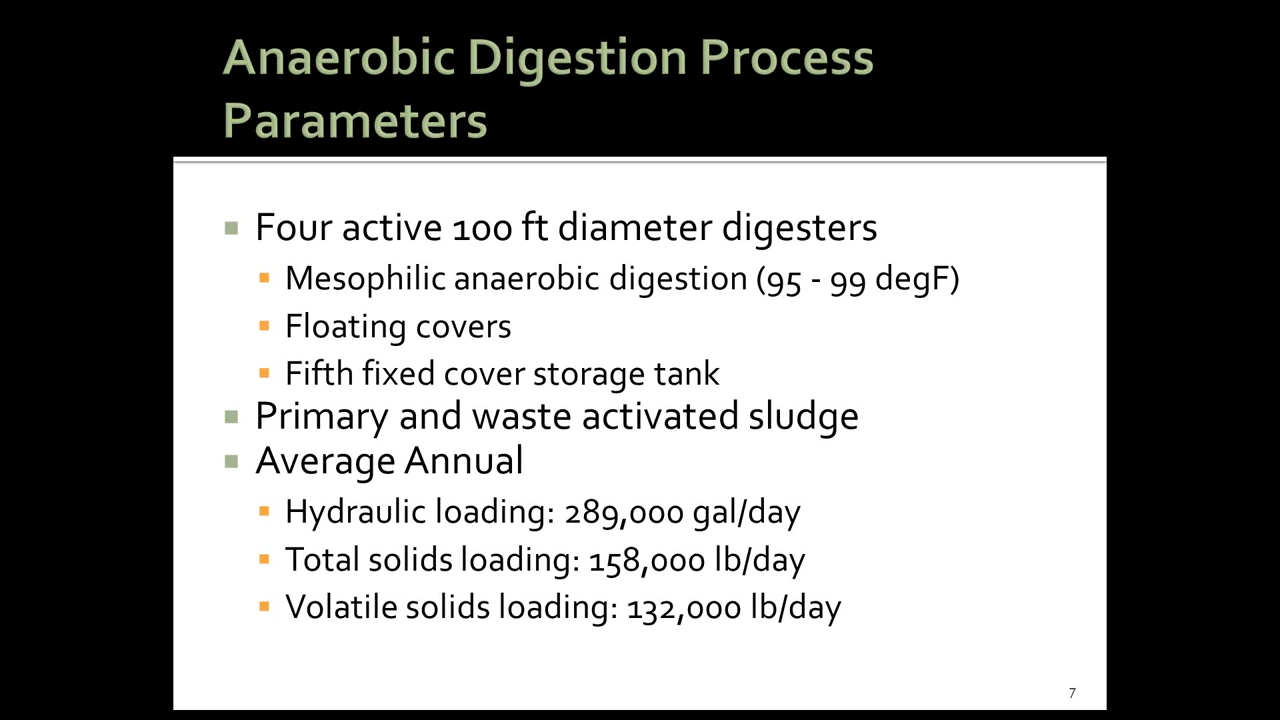 Anaerobic Digestion Process
Parameters
Four active 100 ft diameter digesters
Mesophilic anaerobic digestion (95 - 99 degF)
Floating covers
Fifth fixed cover storage tank
Primary and waste activated sludge
Average Annual
Hydraulic loading: 289,000 gal/day
Total solids loading: 158,000 lb/day
Volatile solids loading: 132,000 lb/day
7